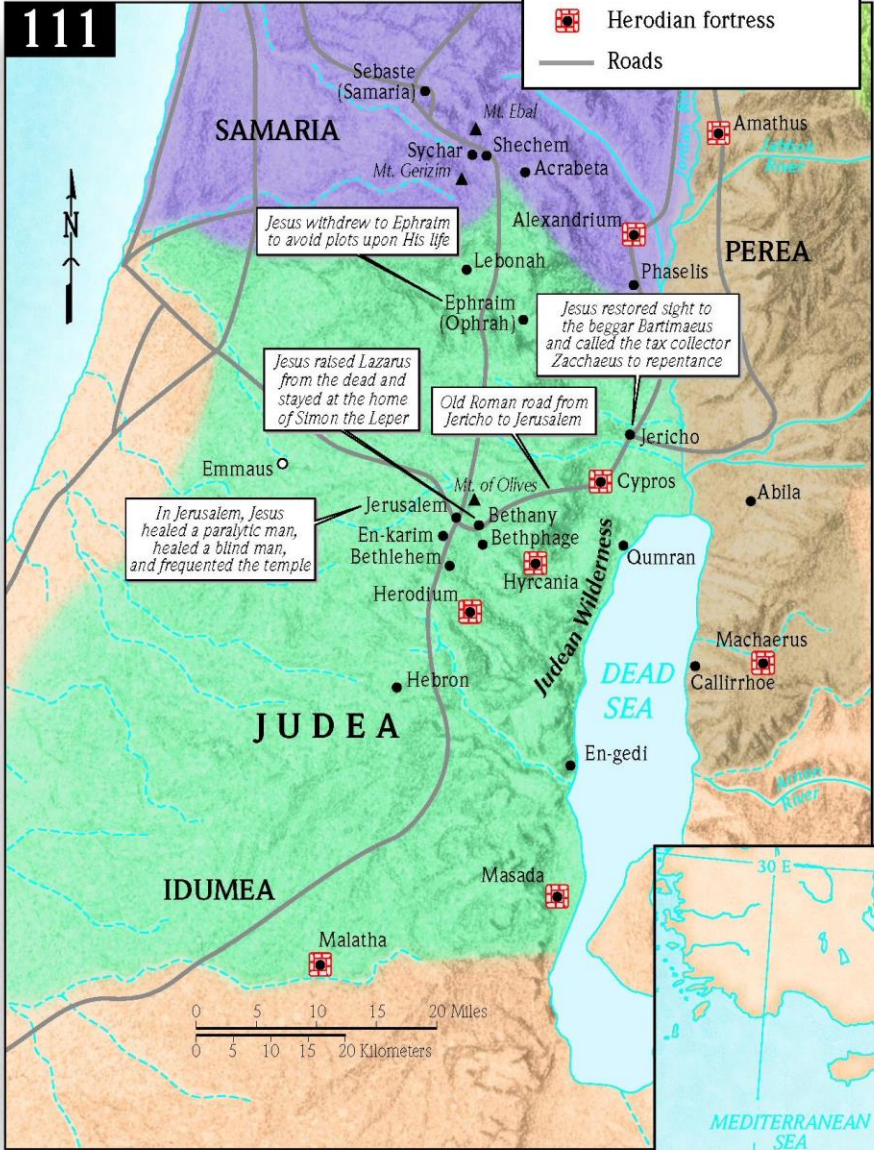 111
Herodian fortress
Roads
Sebaste
(Samaria)
Mt. Ebal
SAMARIA
Sychar
Shechem
Mt. Gerizim
Acrabeta
Amathus
Jabbok
River
Jordan
Jesus withdrew to Ephraim
to avoid plots upon His life
N
Alexandrium
PEREA
Lebonah
Phaselis
Ephraim
(Ophrah)
Jesus restored sight to
the beggar Bartimaeus
and called the tax collector
Zacchaeus to repentance
Jesus raised Lazarus
from the dead and
stayed at the home
of Simon the Leper
Old Roman road from
Jericho to Jerusalem
Jericho
Emmaus
Cypros
Mt. of Olives
Abila
Jerusalem
In Jerusalem, Jesus
healed a paralytic man,
healed a blind man,
and frequented the temple
Bethany
En-karim
Bethphage
Bethlehem
Qumran
Hyrcania
Herodium
Judean Wilderness
Machaerus
Hebron
DEAD
SEA
Callirrhoe
JUDEA
En-gedi
Arnon
River
30 E
IDUMEA
Masada
Malatha
0 5 10 15 20 Miles
0 5 10 15 20 Kilometers
MEDITERRANEAN
SEA